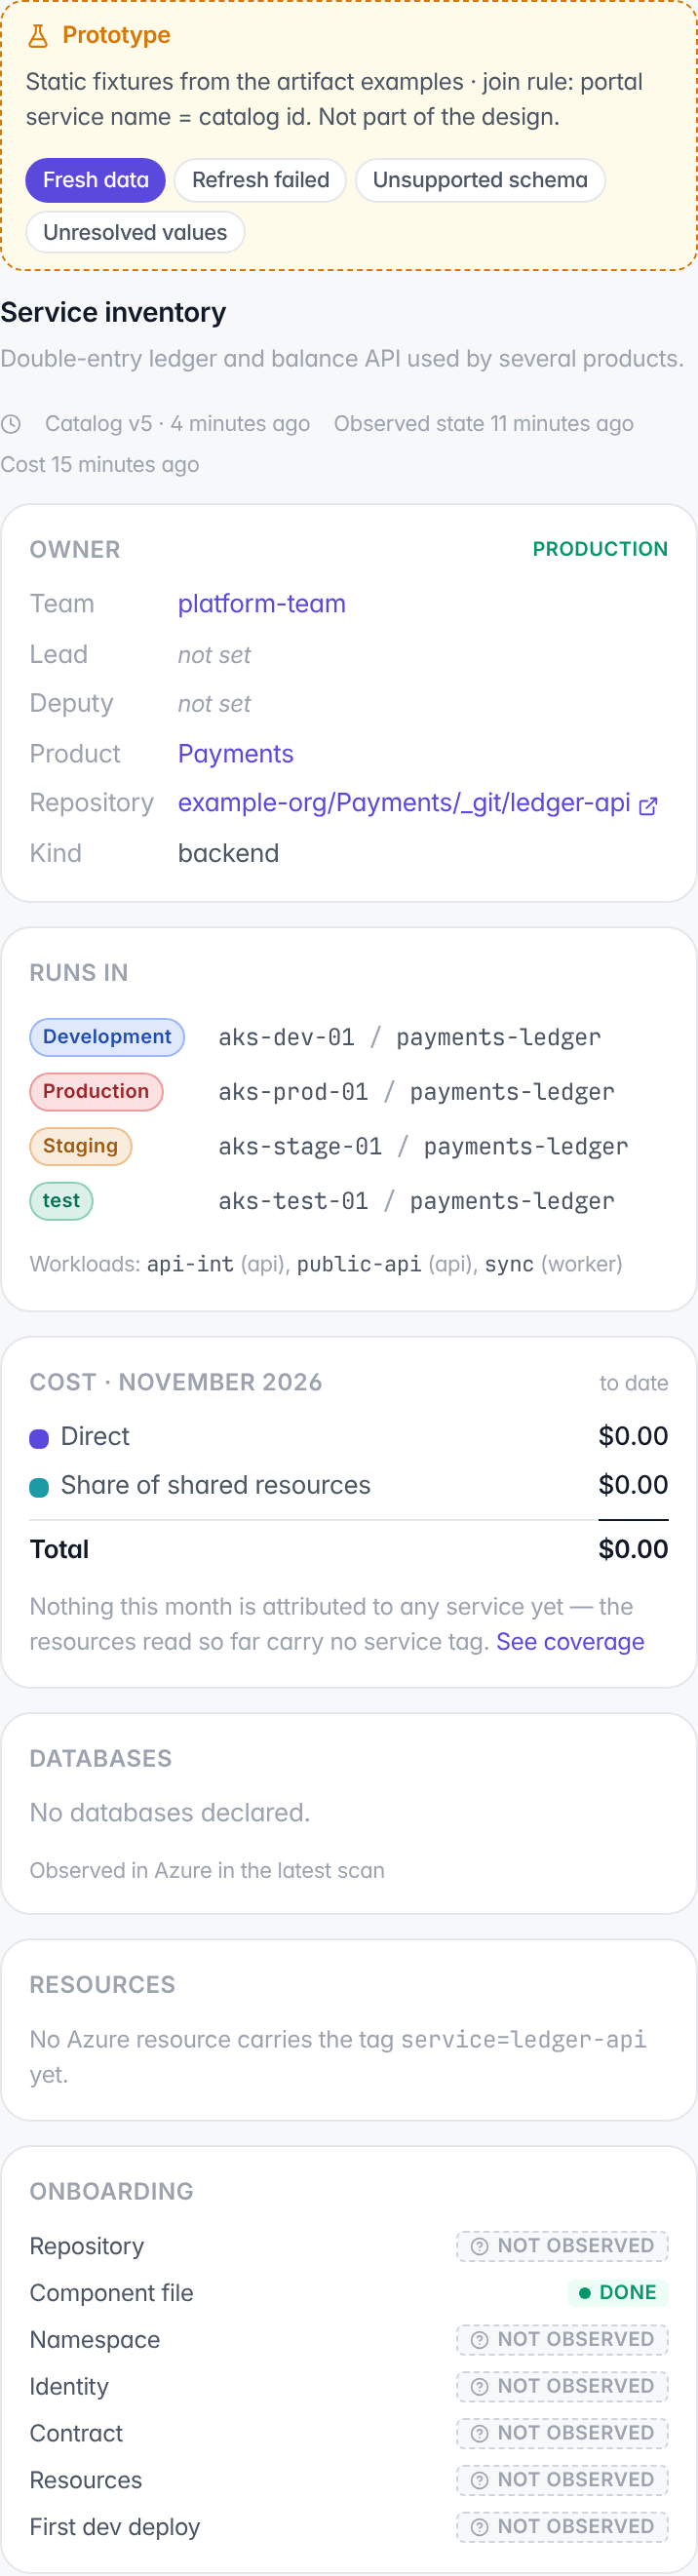 Prototype
Static fixtures from the artifact examples · join rule: portal
service name = catalog id. Not part of the design.
Fresh data Refresh failed Unsupported schema
Unresolved values
Service inventory
Double-entry ledger and balance API used by several products.
Catalog v5 · 4 minutes ago Observed state 11 minutes ago
Cost 15 minutes ago
OWNER PRODUCTION
Team platform-team
Lead not set
Deputy not set
Product Payments
Repository example-org/Payments/_git/ledger-api
Kind backend
RUNS IN
Development aks-dev-01 / payments-ledger
Production aks-prod-01 / payments-ledger
Staging aks-stage-01 / payments-ledger
test aks-test-01 / payments-ledger
Workloads: api-int (api), public-api (api), sync (worker)
COST · NOVEMBER 2026 to date
Direct $0.00
Share of shared resources $0.00
Total $0.00
Nothing this month is attributed to any service yet — the
resources read so far carry no service tag. See coverage
DATABASES
No databases declared.
Observed in Azure in the latest scan
RESOURCES
No Azure resource carries the tag service=ledger-api
yet.
ONBOARDING
Repository NOT OBSERVED
Component file DONE
Namespace NOT OBSERVED
Identity NOT OBSERVED
Contract NOT OBSERVED
Resources NOT OBSERVED
First dev deploy NOT OBSERVED